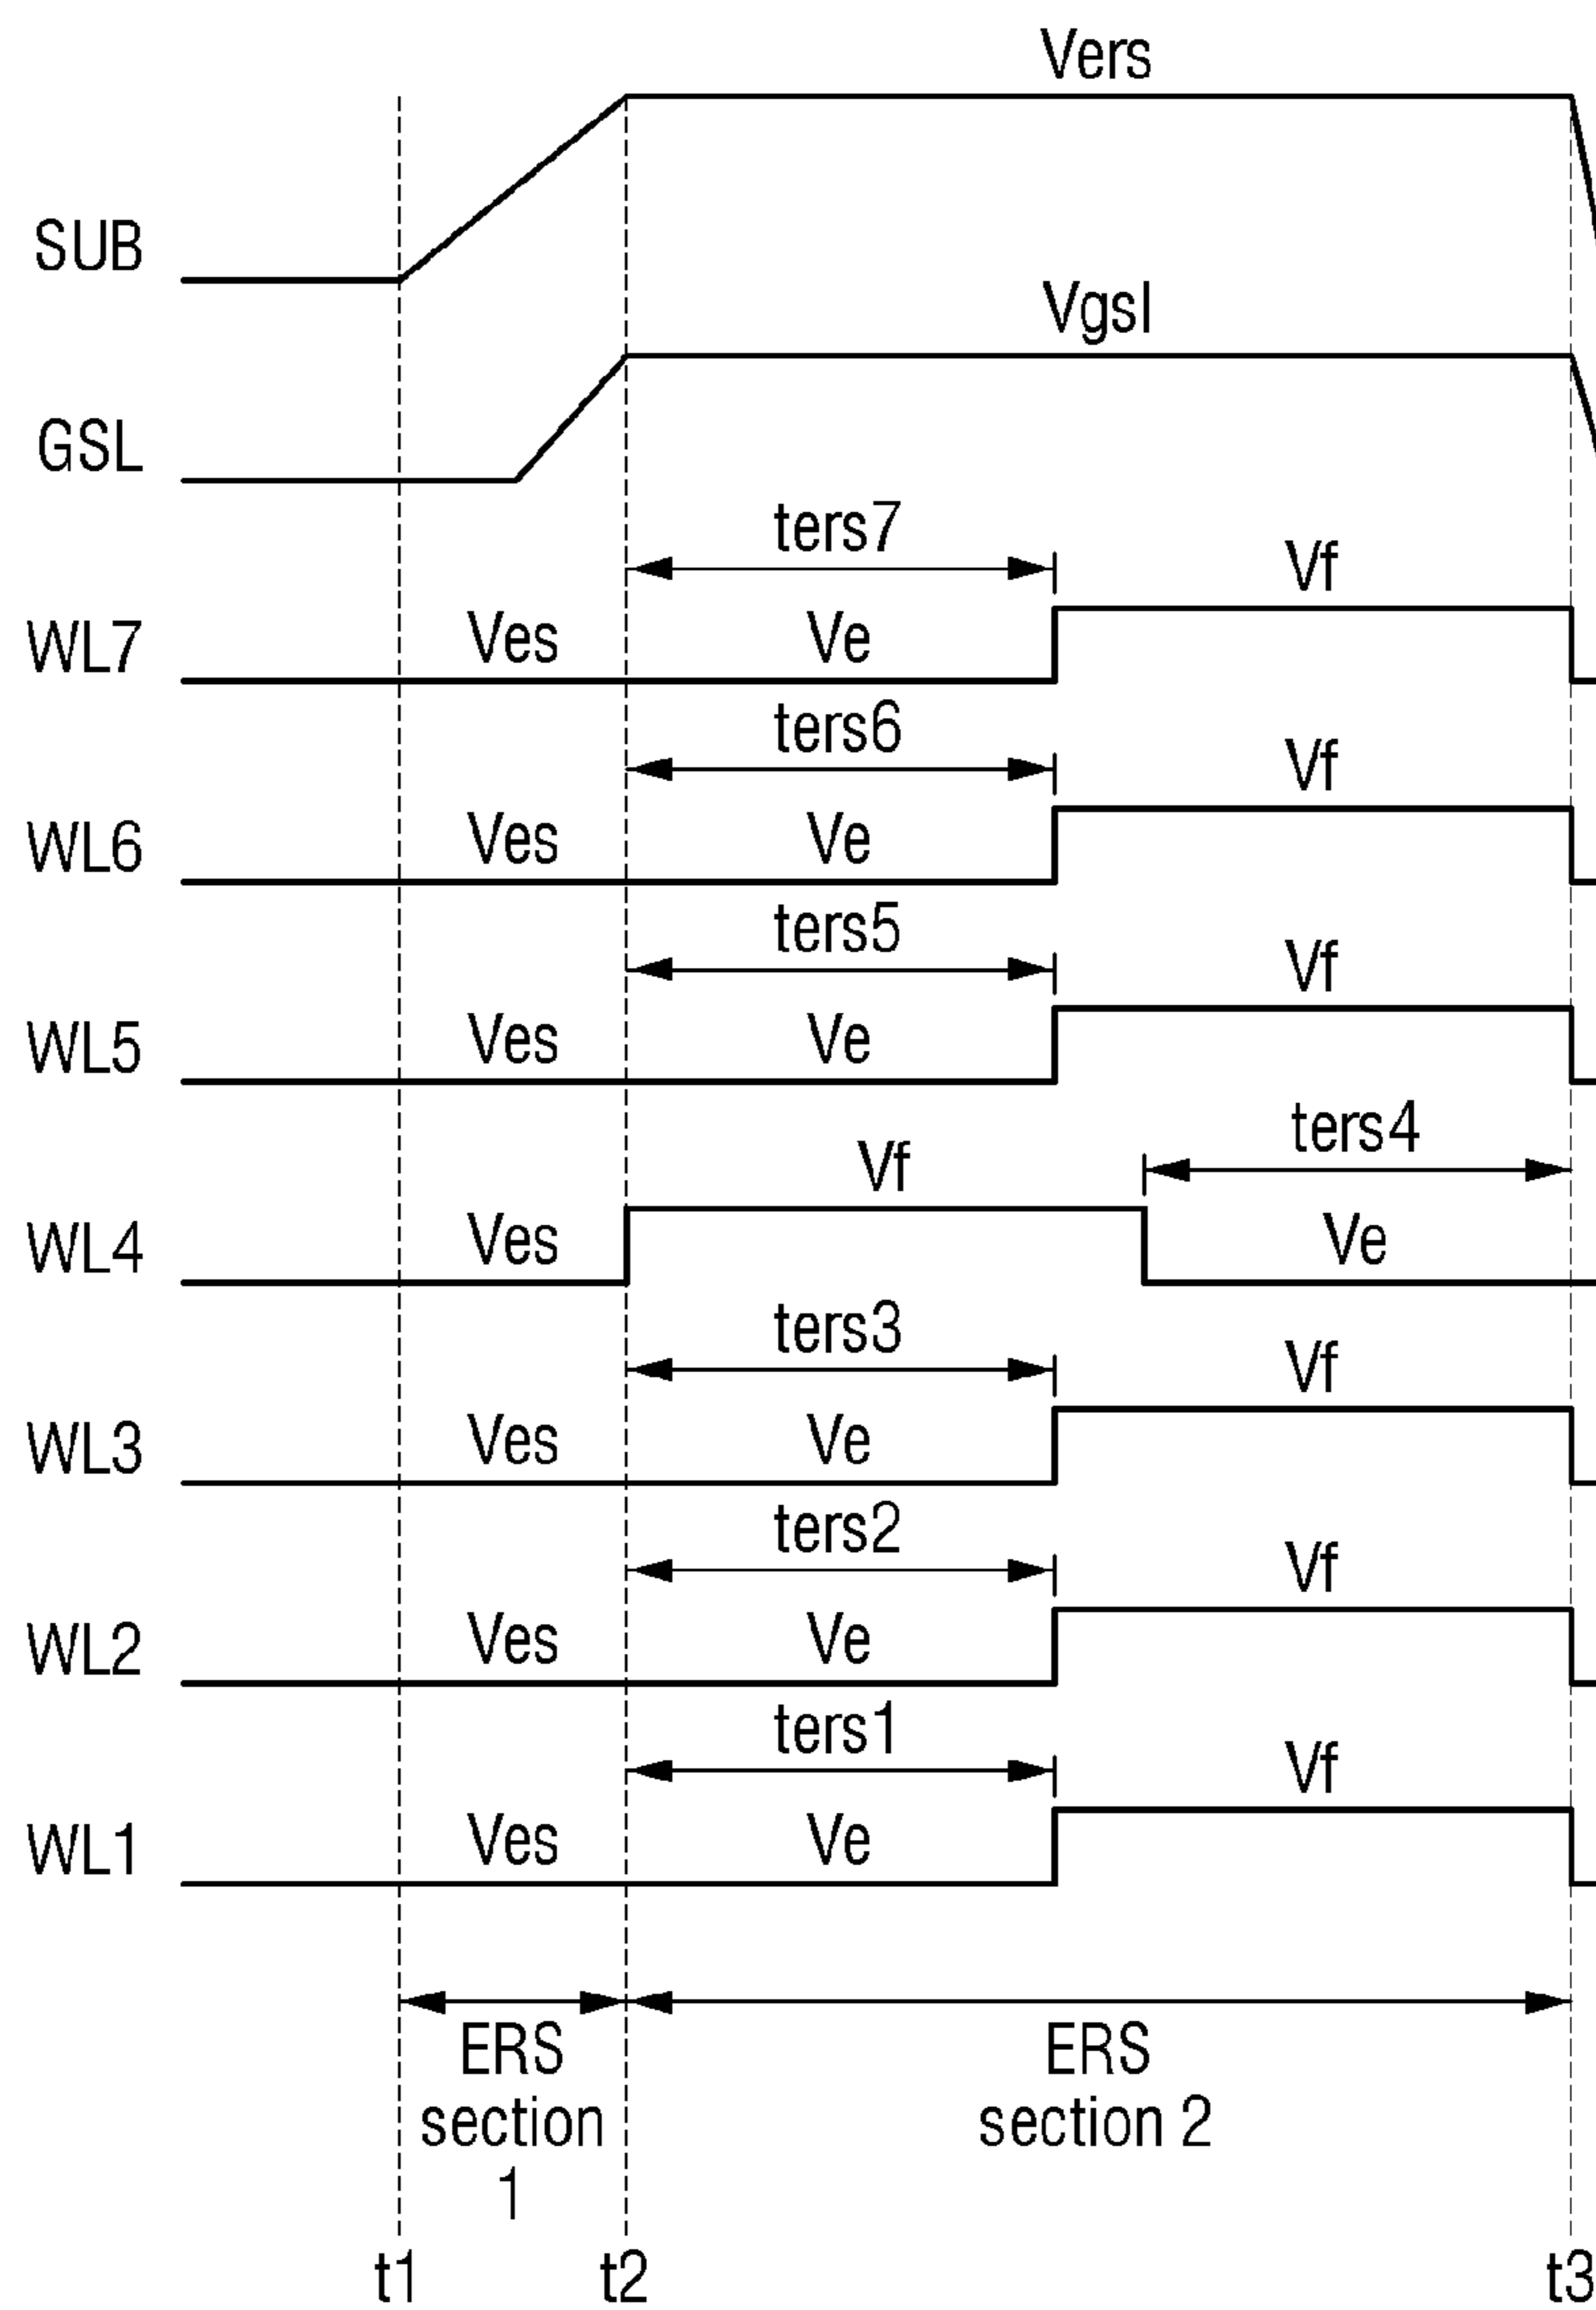 Vers
SUB
Vgsl
GSL
ters7
Vf
WL7 Ves Ve
ters6
Vf
WL6 Ves Ve
ters5
Vf
WL5 Ves Ve
ters4
Vf
WL4 Ves Ve
ters3
Vf
WL3 Ves Ve
ters2
Vf
WL2 Ves Ve
ters1
Vf
WL1 Ves Ve
ERS
section
1
ERS
section 2
t1 t2 t3